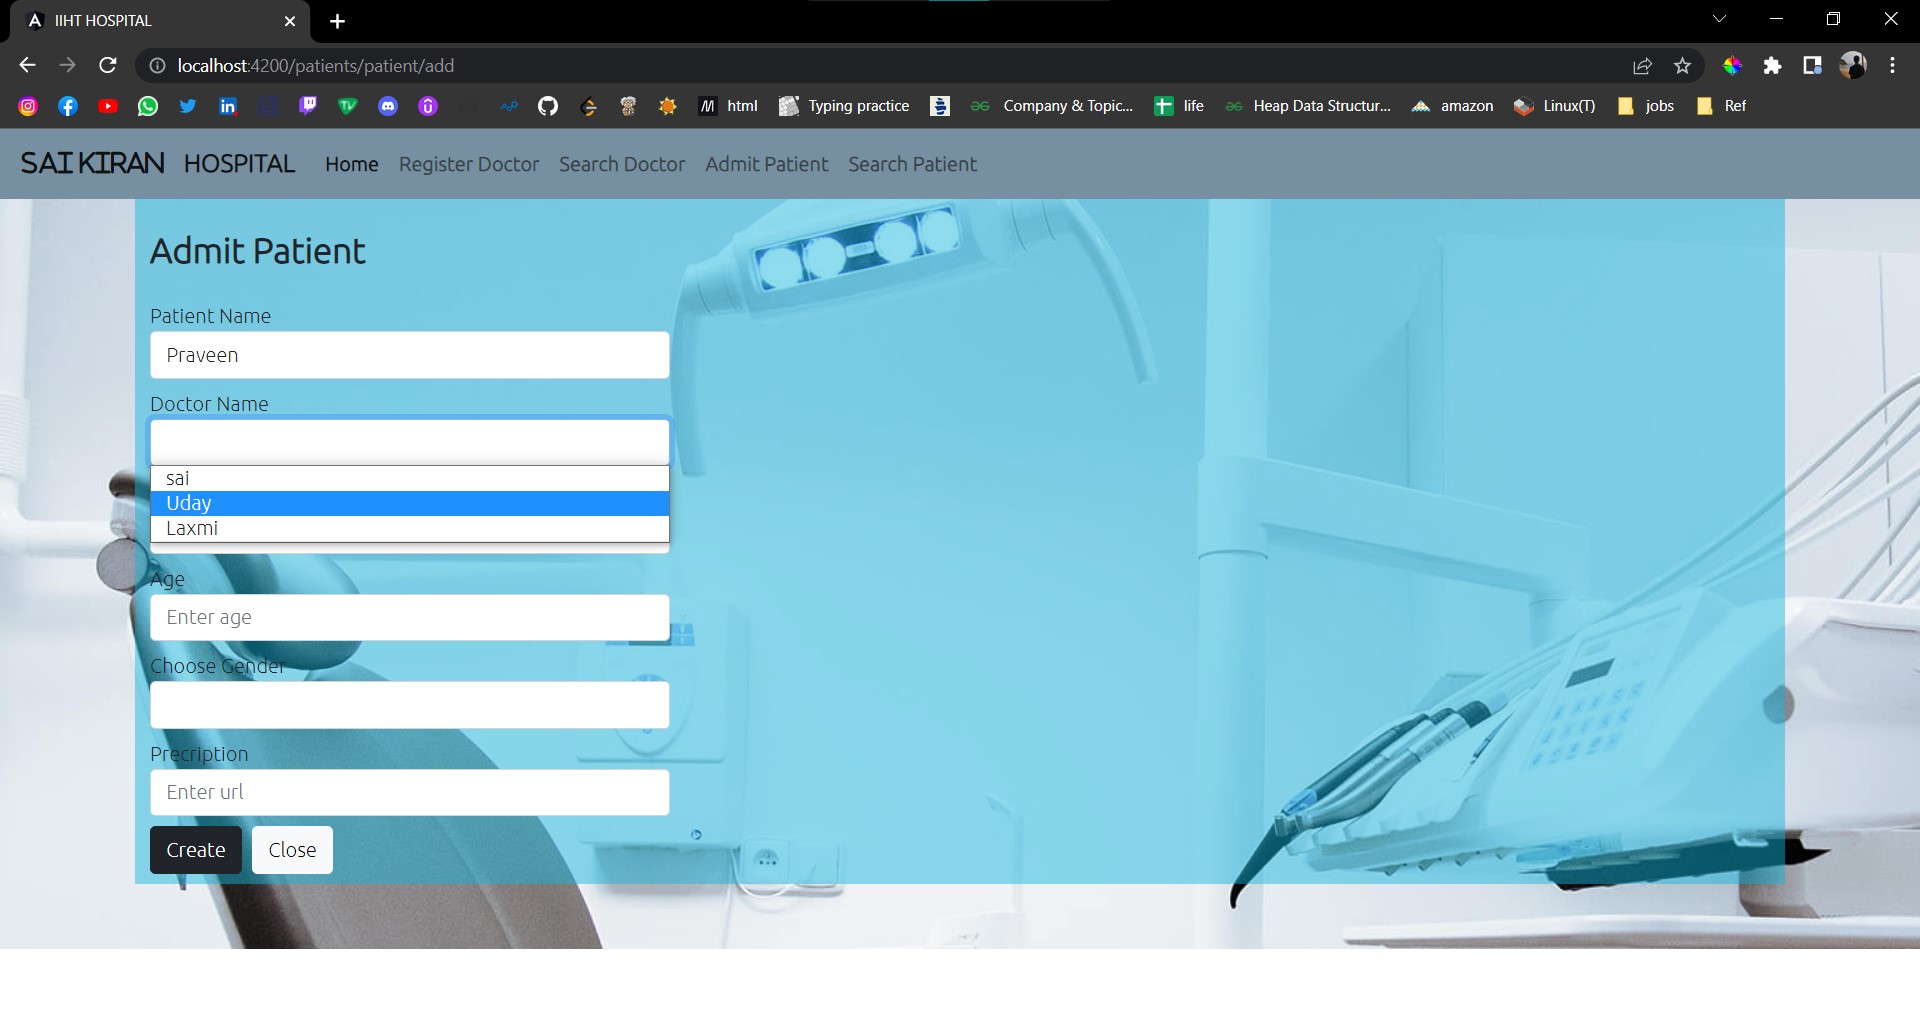 IIHT HOSPITAL
localhost:4200/patients/patient/add
html Typing practice Company & Topic... life Heap Data Structur... amazon Linux(T) jobs Ref
SAI KIRAN HOSPITAL Home Register Doctor Search Doctor Admit Patient Search Patient
Admit Patient
Patient Name
Praveen
Doctor Name
sai
Uday
Laxmi
Age
Enter age
Choose Gender
Precription
Enter url
Create Close